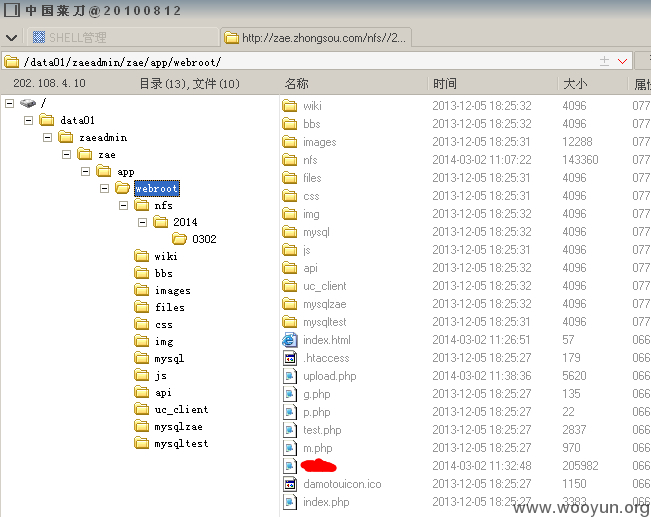 中国菜刀@20100812
SHELL管理
http://zae.zhongsou.com/nfs//2...
/data01/zaeadmin/zae/app/webroot/
202.108.4.10 目录(13),文件(10) 名称 时间 大小 属性
/
data01
zaeadmin
zae
app
webroot
nfs
2014
0302
wiki
bbs
images
files
css
img
mysql
js
api
uc_client
mysqlzae
mysqltest
wiki 2013-12-05 18:25:32 4096 077
bbs 2013-12-05 18:25:32 4096 077
images 2013-12-05 18:25:31 12288 077
nfs 2014-03-02 11:07:22 143360 077
files 2013-12-05 18:25:31 4096 077
css 2013-12-05 18:25:31 4096 077
img 2013-12-05 18:25:32 4096 077
mysql 2013-12-05 18:25:32 4096 077
js 2013-12-05 18:25:31 4096 077
api 2013-12-05 18:25:32 4096 077
uc_client 2013-12-05 18:25:32 4096 077
mysqlzae 2013-12-05 18:25:32 4096 077
mysqltest 2013-12-05 18:25:31 4096 077
index.html 2014-03-02 11:26:51 57 066
.htaccess 2013-12-05 18:25:27 179 066
upload.php 2014-03-02 11:38:36 5620 066
g.php 2013-12-05 18:25:27 135 066
p.php 2013-12-05 18:25:27 22 066
test.php 2013-12-05 18:25:27 2837 066
m.php 2013-12-05 18:25:27 970 066
2014-03-02 11:32:48 205982 066
damotouicon.ico 2013-12-05 18:25:27 1150 066
index.php 2013-12-05 18:25:27 3383 066
www.wooyun.org